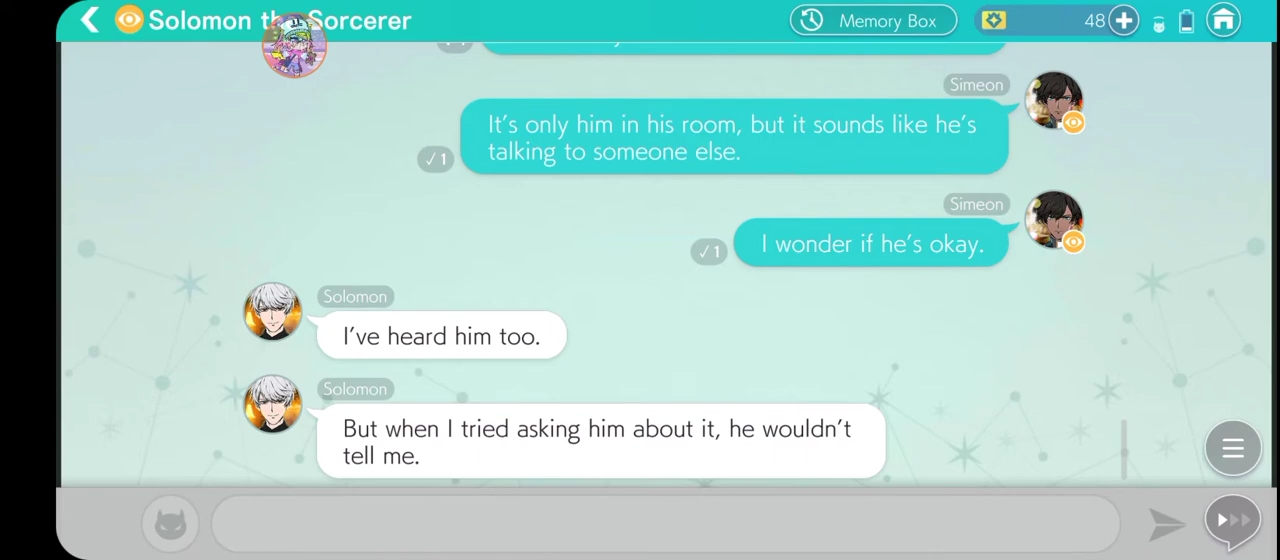 Solomon the Sorcerer
Memory Box
48
Simeon
It's only him in his room, but it sounds like he's
talking to someone else.
✓1
Simeon
I wonder if he's okay.
✓1
Solomon
I've heard him too.
Solomon
But when I tried asking him about it, he wouldn't
tell me.